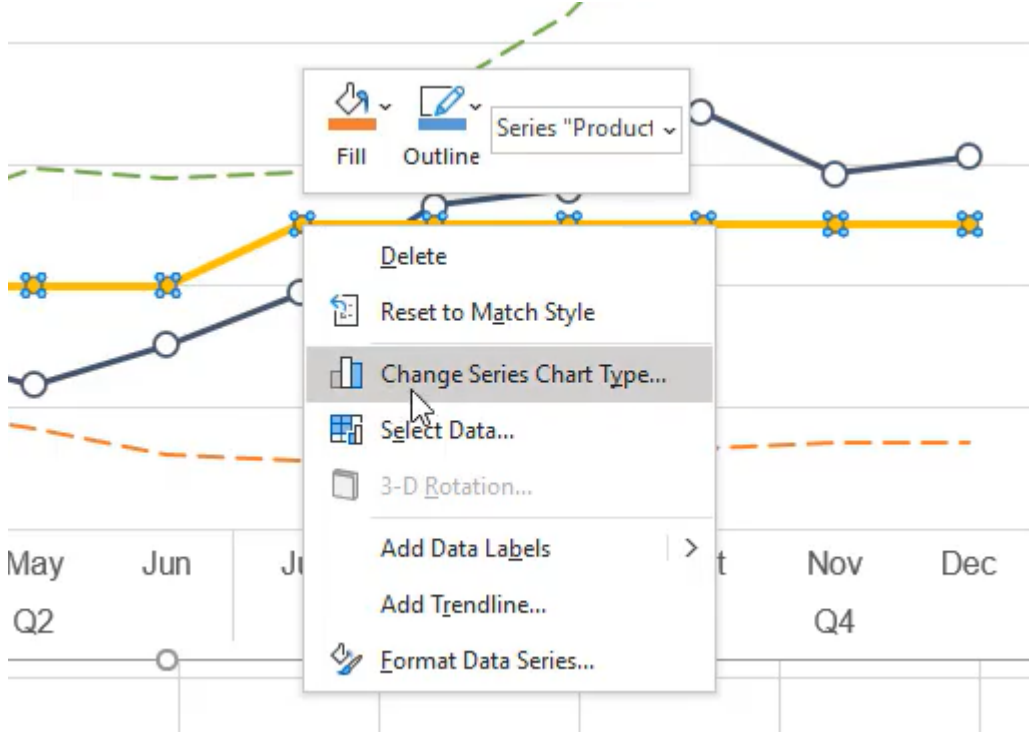 Fill
Outline
Series "Product
Delete
Reset to Match Style
Change Series Chart Type...
Select Data...
3-D Rotation...
Add Data Labels
Add Trendline...
Format Data Series...
May
Jun
Nov
Dec
Q2
Q4